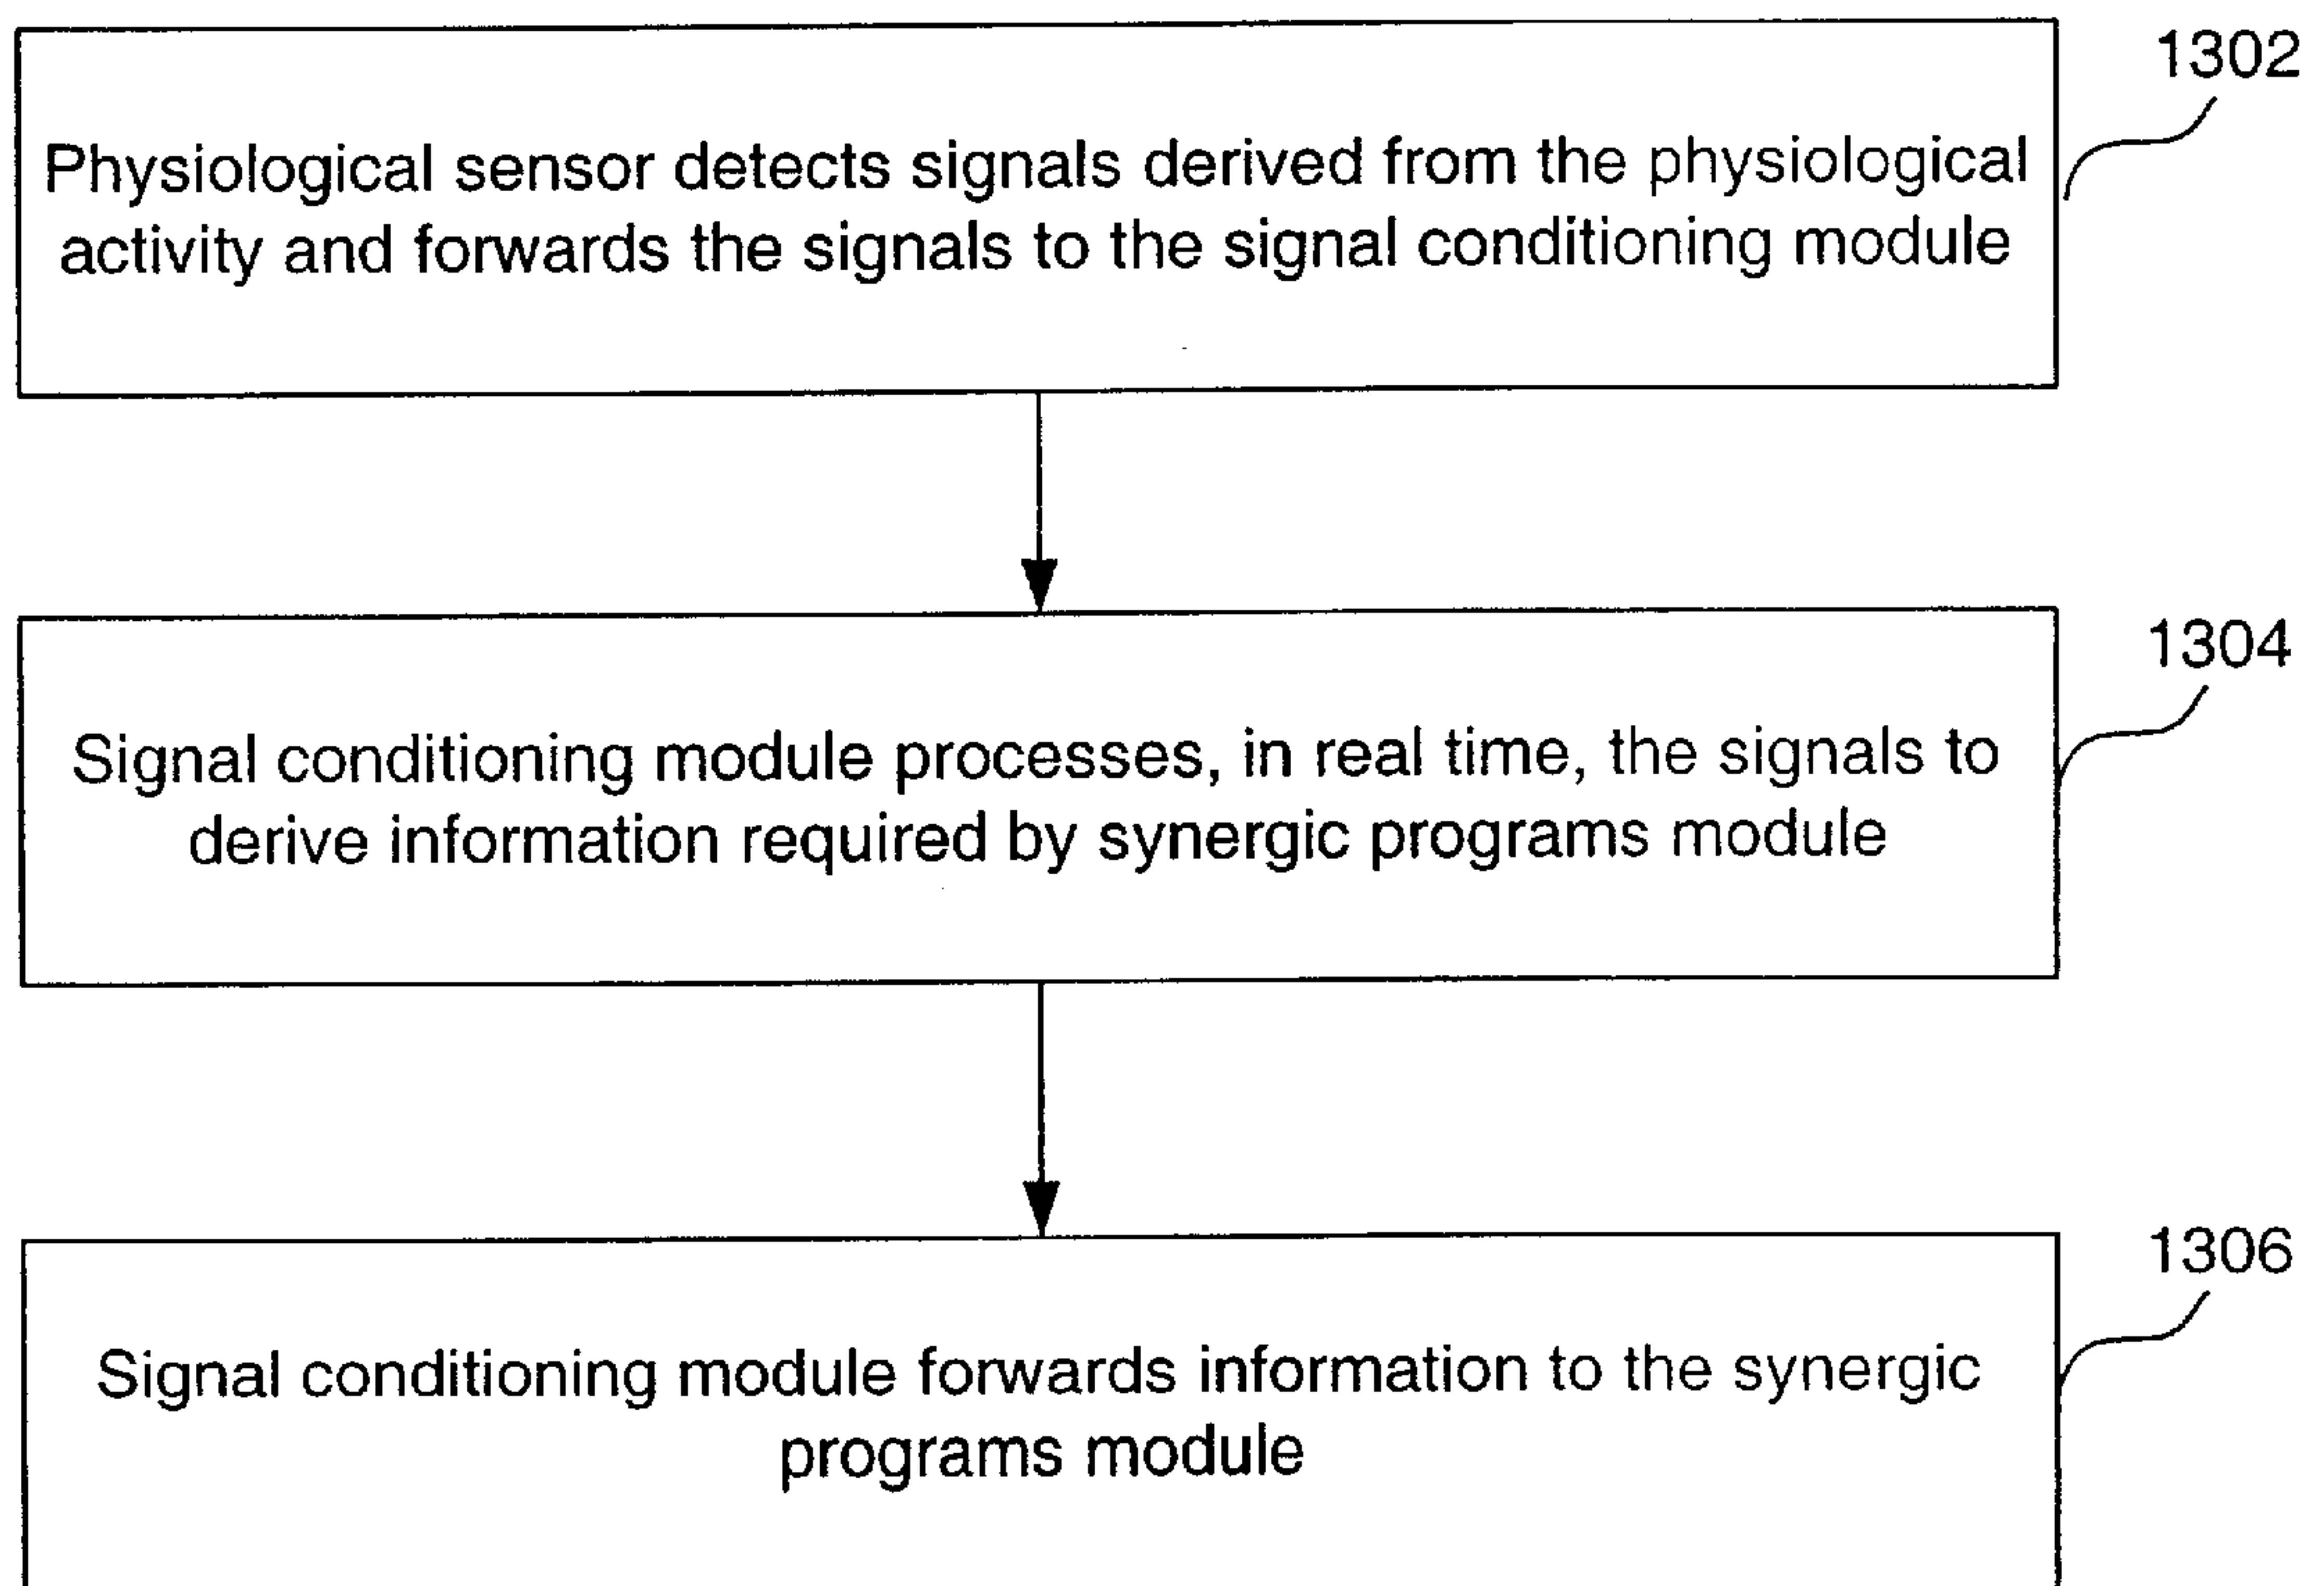 1302
Physiological sensor detects signals derived from the physiological
activity and forwards the signals to the signal conditioning module
1304
Signal conditioning module processes, in real time, the signals to
derive information required by synergic programs module
1306
Signal conditioning module forwards information to the synergic
programs module